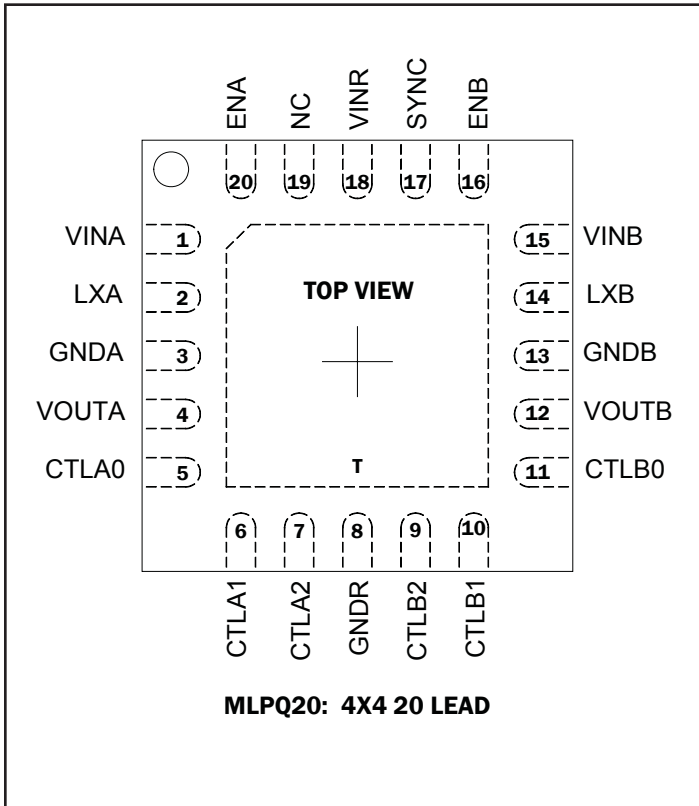 ENA NC VINR SYNC ENB
20 19 18 17 16
VINA 1 15 VINB
LXA 2 TOP VIEW 14 LXB
GNDA 3 13 GNDB
VOUTA 4 12 VOUTB
CTLA0 5 T 11 CTLB0
6 7 8 9 10
CTLA1 CTLA2 GNDR CTLB2 CTLB1
MLPQ20: 4X4 20 LEAD